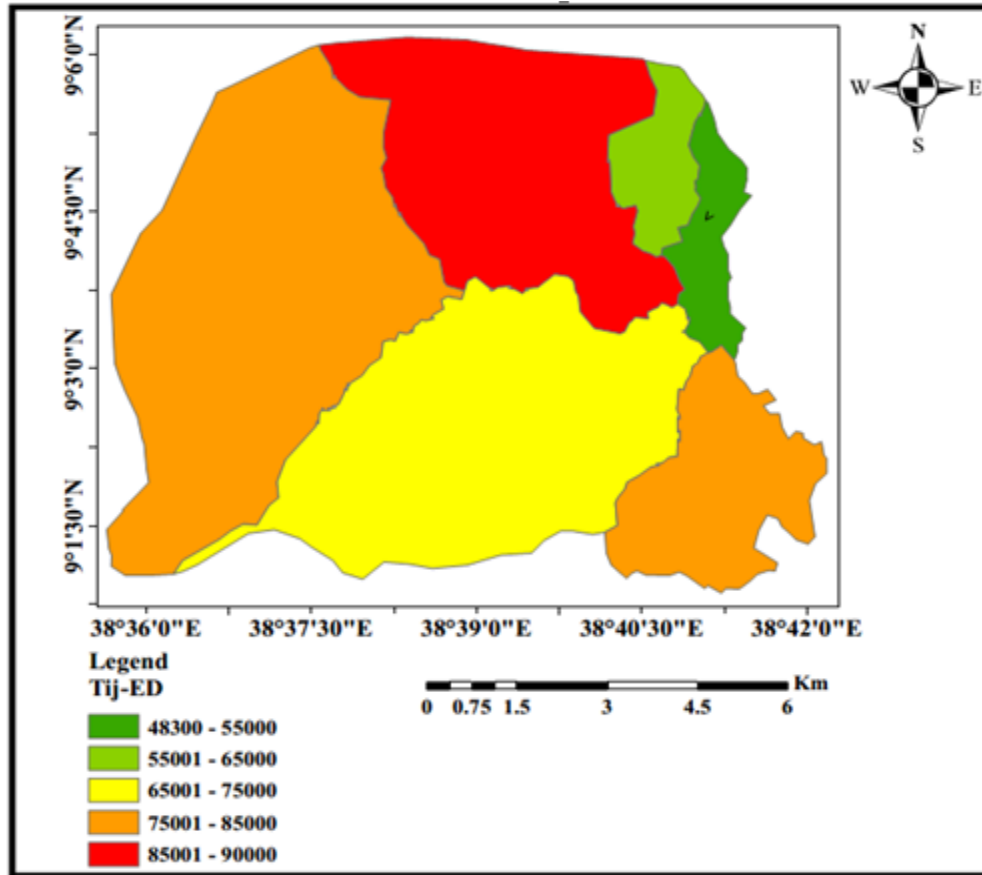 N
W E
S
9°6'0"N
9°4'30"N
9°3'0"N
9°1'30"N
38°36'0"E 38°37'30"E 38°39'0"E 38°40'30"E 38°42'0"E
Legend
Tij-ED
Km
0 0.75 1.5 3 4.5 6
48300 - 55000
55001 - 65000
65001 - 75000
75001 - 85000
85001 - 90000